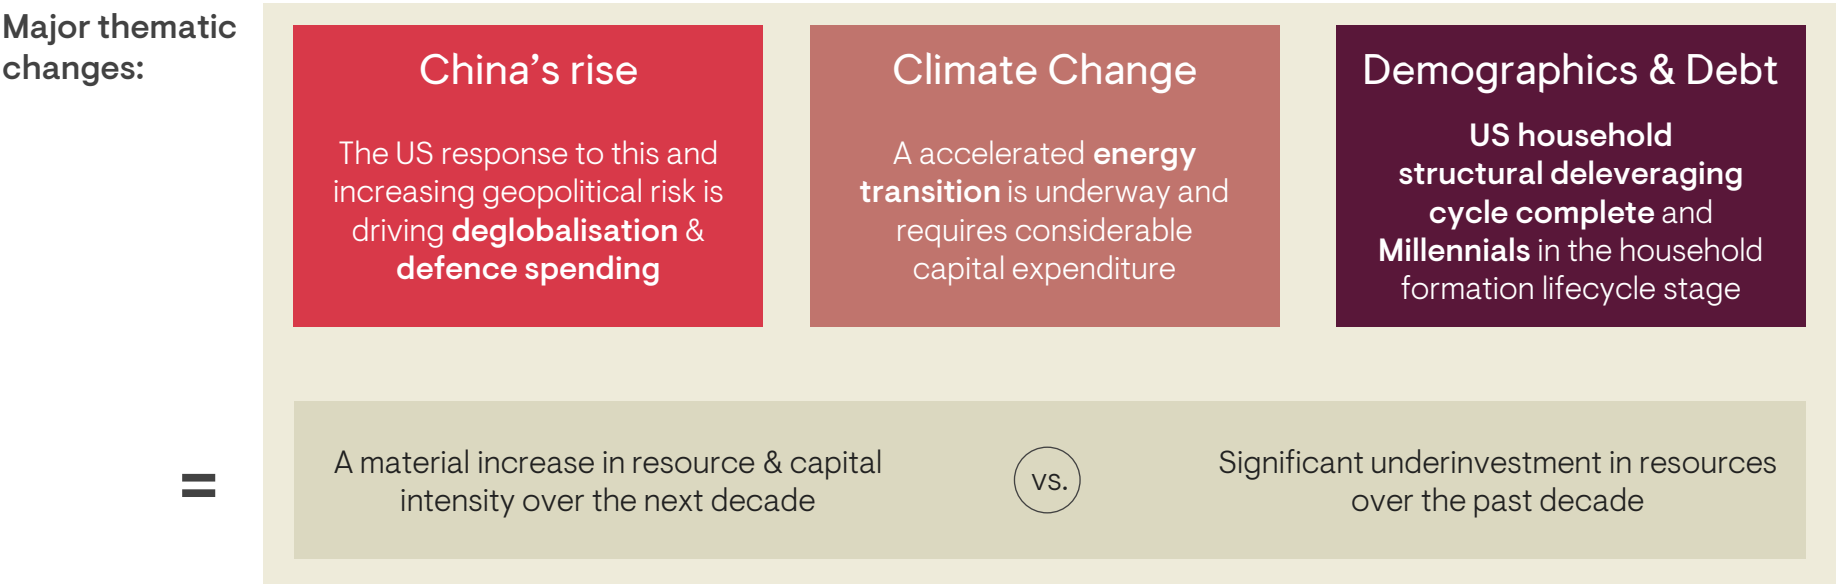 Major thematic
changes:
China's rise
The US response to this and
increasing geopolitical risk is
driving deglobalisation &
defence spending
Climate Change
A accelerated energy
transition is underway and
requires considerable
capital expenditure
Demographics & Debt
US household
structural deleveraging
cycle complete and
Millennials in the household
formation lifecycle stage
=
A material increase in resource & capital
intensity over the next decade
vs.
Significant underinvestment in resources
over the past decade